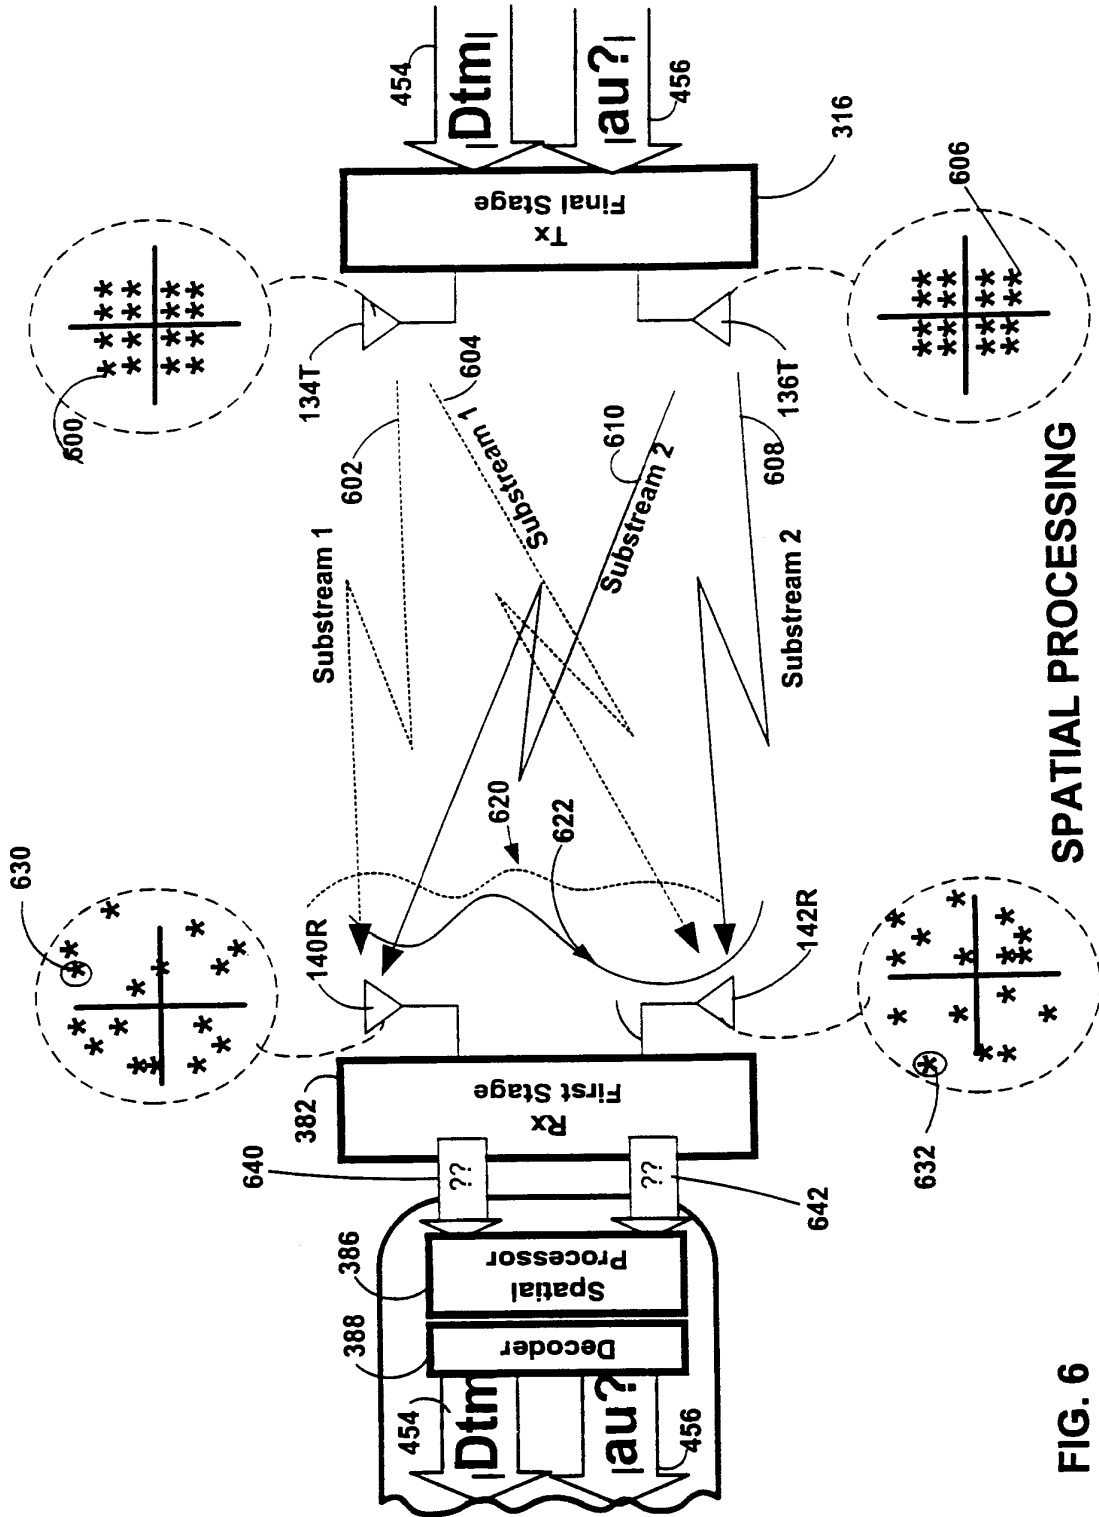 454
|Dtm|
|au?|
456
316
Tx
Final Stage
600
606
134T
136T
602
604
Substream 1
Substream 1
610
Substream 2
608
Substream 2
620
622
630
632
140R
142R
382
Rx
First Stage
640
??
??
642
386
Spatial
Processor
388
Decoder
454
|Dtm|
|au?|
456
SPATIAL PROCESSING
FIG. 6